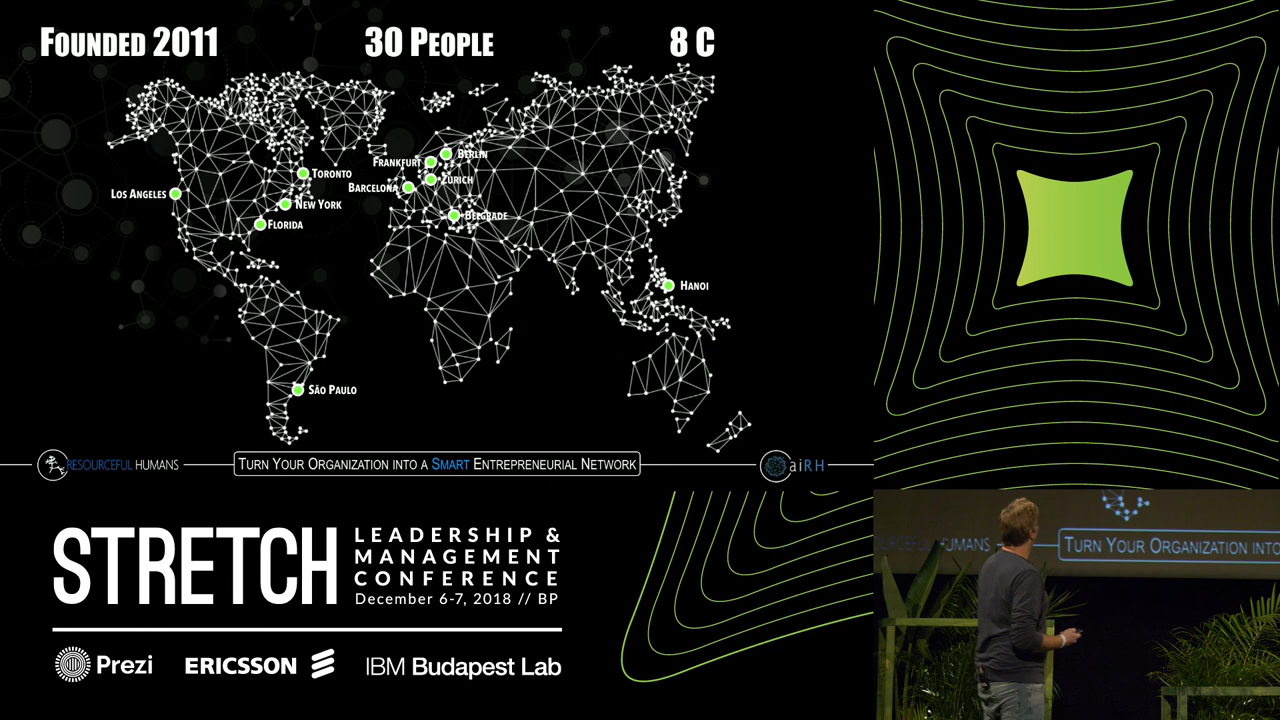 FOUNDED 2011
30 PEOPLE
8 C
BERLIN
FRANKFURT
TORONTO
ZURICH
LOS ANGELES
BARCELONA
NEW YORK
BELGRADE
FLORIDA
HANOI
SÃO PAULO
RESOURCEFUL HUMANS
TURN YOUR ORGANIZATION INTO A SMART ENTREPRENEURIAL NETWORK
aiRH
STRETCH
LEADERSHIP &
MANAGEMENT
CONFERENCE
December 6-7, 2018 // BP
Prezi
ERICSSON
IBM Budapest Lab
HUMANS
TURN YOUR ORGANIZATION INTO